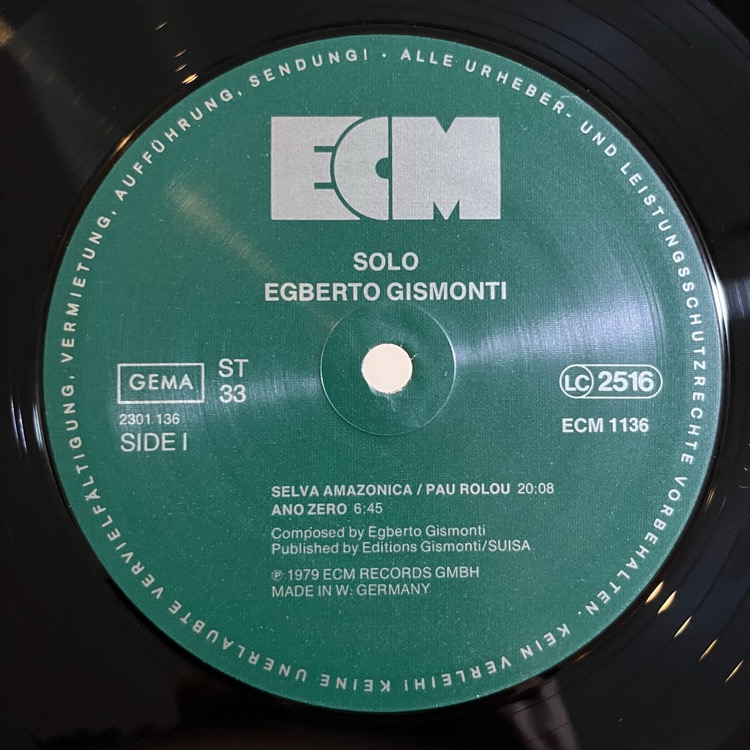 ALLE URHEBER- UND LEISTUNGSSCHUTZRECHTE VORBEHALTEN. KEIN VERLEIH! KEINE UNERLAUBTE VERVIELFÄLTIGUNG, VERMIETUNG, AUFFÜHRUNG, SENDUNG! ·
ECM
SOLO
EGBERTO GISMONTI
GEMA
ST
33
LC 2516
2301 136
SIDE I
ECM 1136
SELVA AMAZONICA / PAU ROLOU 20:08
ANO ZERO 6:45
Composed by Egberto Gismonti
Published by Editions Gismonti/SUISA
℗ 1979 ECM RECORDS GMBH
MADE IN W. GERMANY